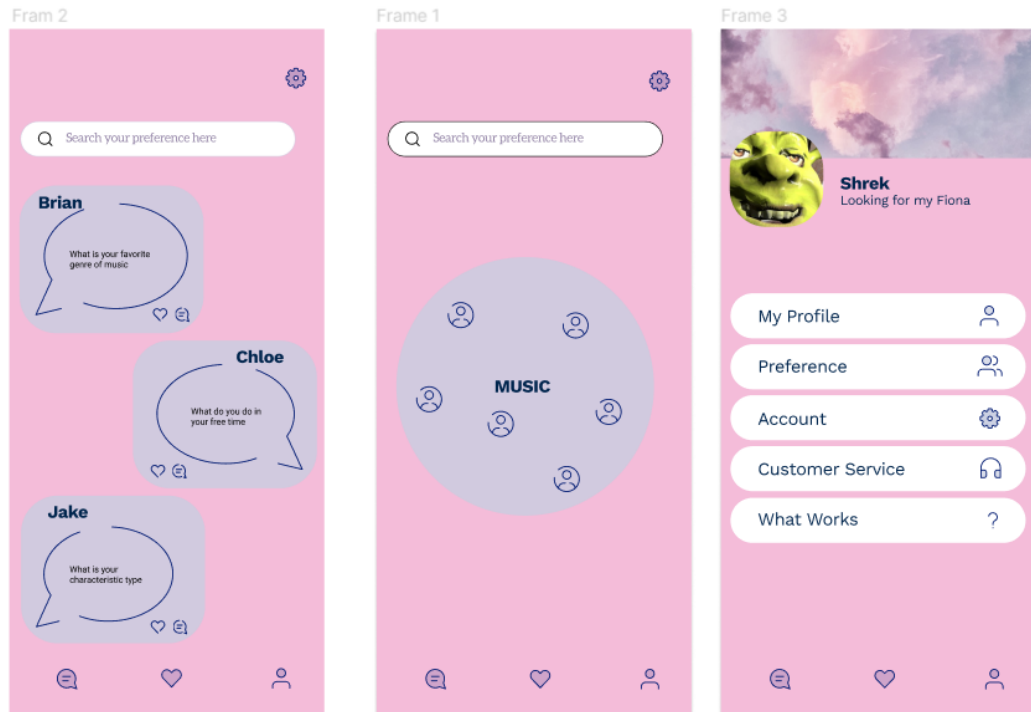 Fram 2
Search your preference here
Brian
What is your favorite
genre of music
Chloe
What do you do in
your free time
Jake
What is your
characteristic type
Frame 1
Search your preference here
MUSIC
Frame 3
Shrek
Looking for my Fiona
My Profile
Preference
Account
Customer Service
What Works
?